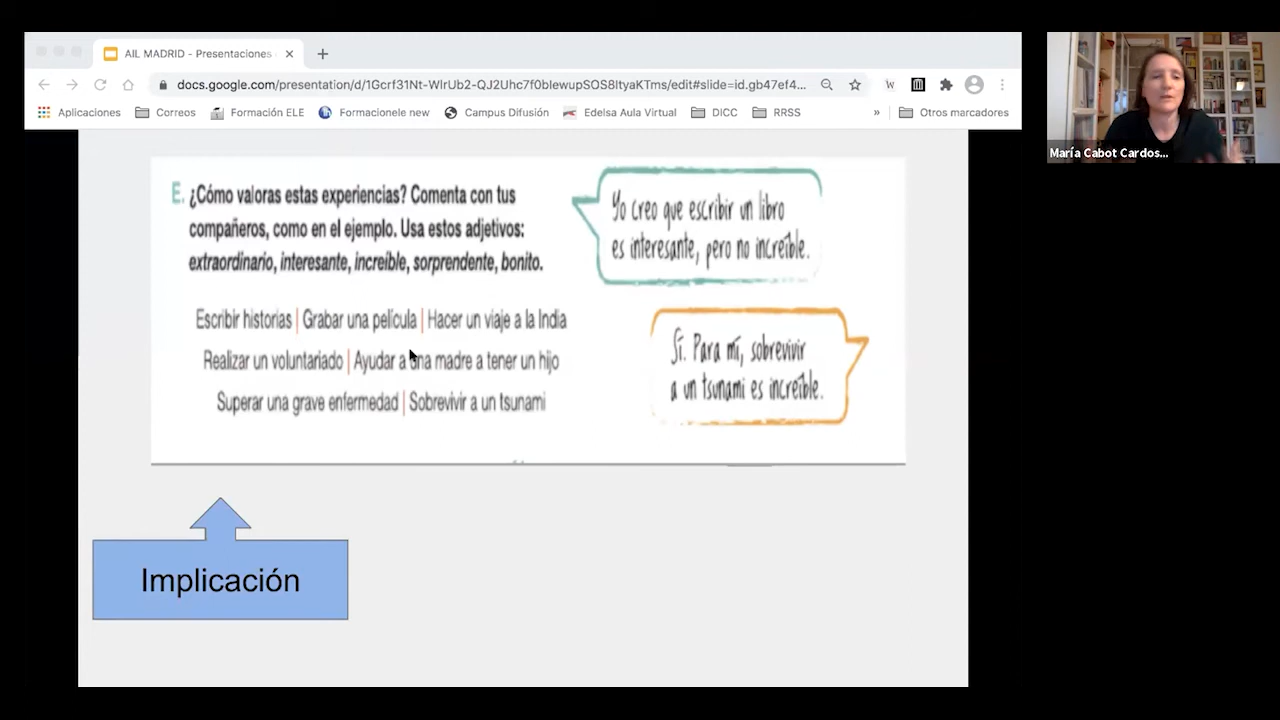 AIL MADRID - Presentaciones
docs.google.com/presentation/d/1Gcrf31Nt-WlrUb2-QJ2Uhc7f0blewupSOS8ltyaKTms/edit#slide=id.gb47ef4...
Aplicaciones Correos Formación ELE Formacionele new Campus Difusión Edelsa Aula Virtual DICC RRSS » Otros marcadores
María Cabot Cardos...
E. ¿Cómo valoras estas experiencias? Comenta con tus
compañeros, como en el ejemplo. Usa estos adjetivos:
extraordinario, interesante, increíble, sorprendente, bonito.
Yo creo que escribir un libro
es interesante, pero no increíble.
Escribir historias | Grabar una película | Hacer un viaje a la India
Realizar un voluntariado | Ayudar a una madre a tener un hijo
Superar una grave enfermedad | Sobrevivir a un tsunami
Sí. Para mí, sobrevivir
a un tsunami es increíble.
Implicación